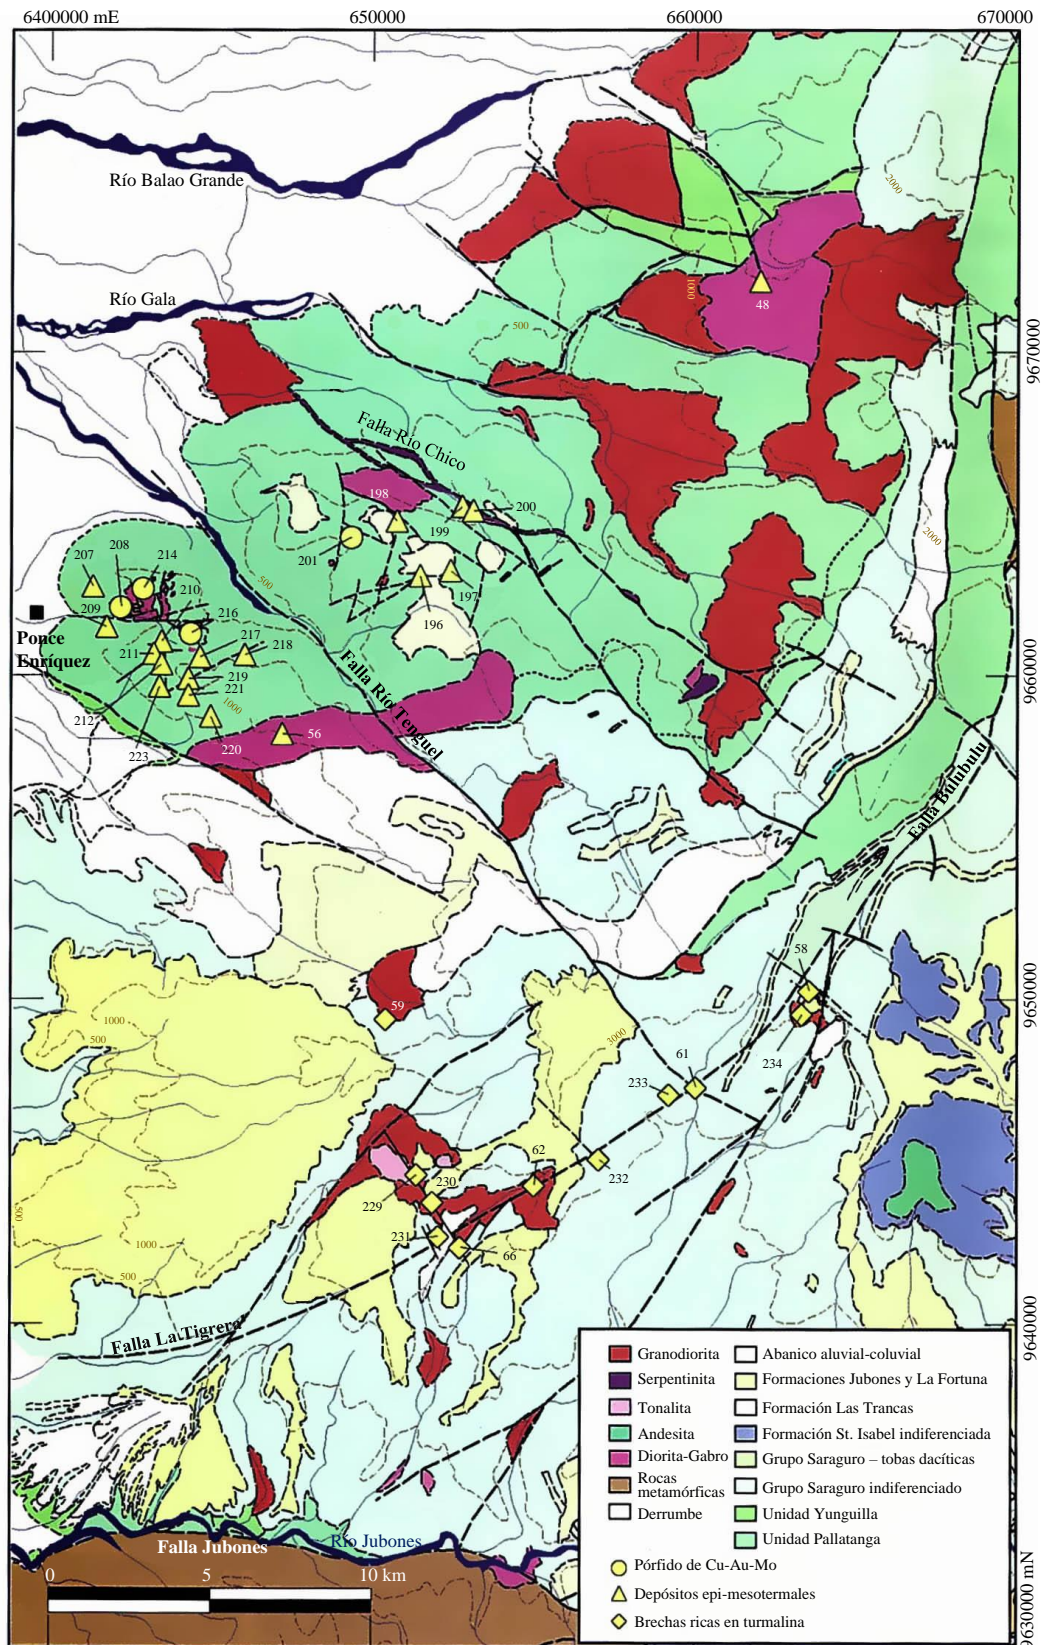 6400000 mE
650000
660000
670000
Río Balao Grande
2000
Río Gala
1000
48
500
9670000
Falla Río Chico
198
200
199
2000
201
207
208
214
500
210
197
209
216
196
Ponce
Enríquez
211
217
218
219
221
Falla Río Tenguel
9660000
212
1000
223
220
56
Falla Bulubulu
58
59
1000
500
3000
9650000
61
234
233
62
232
230
229
500
231
66
1000
500
Falla La Tigrera
9640000
Granodiorita
Serpentinita
Tonalita
Andesita
Diorita-Gabro
Rocas
metamórficas
Derrumbe
Abanico aluvial-coluvial
Formaciones Jubones y La Fortuna
Formación Las Trancas
Formación St. Isabel indiferenciada
Grupo Saraguro – tobas dacíticas
Grupo Saraguro indiferenciado
Unidad Yunguilla
Unidad Pallatanga
Pórfido de Cu-Au-Mo
Depósitos epi-mesotermales
Brechas ricas en turmalina
Falla Jubones
Río Jubones
0
5
10 km
9630000 mN